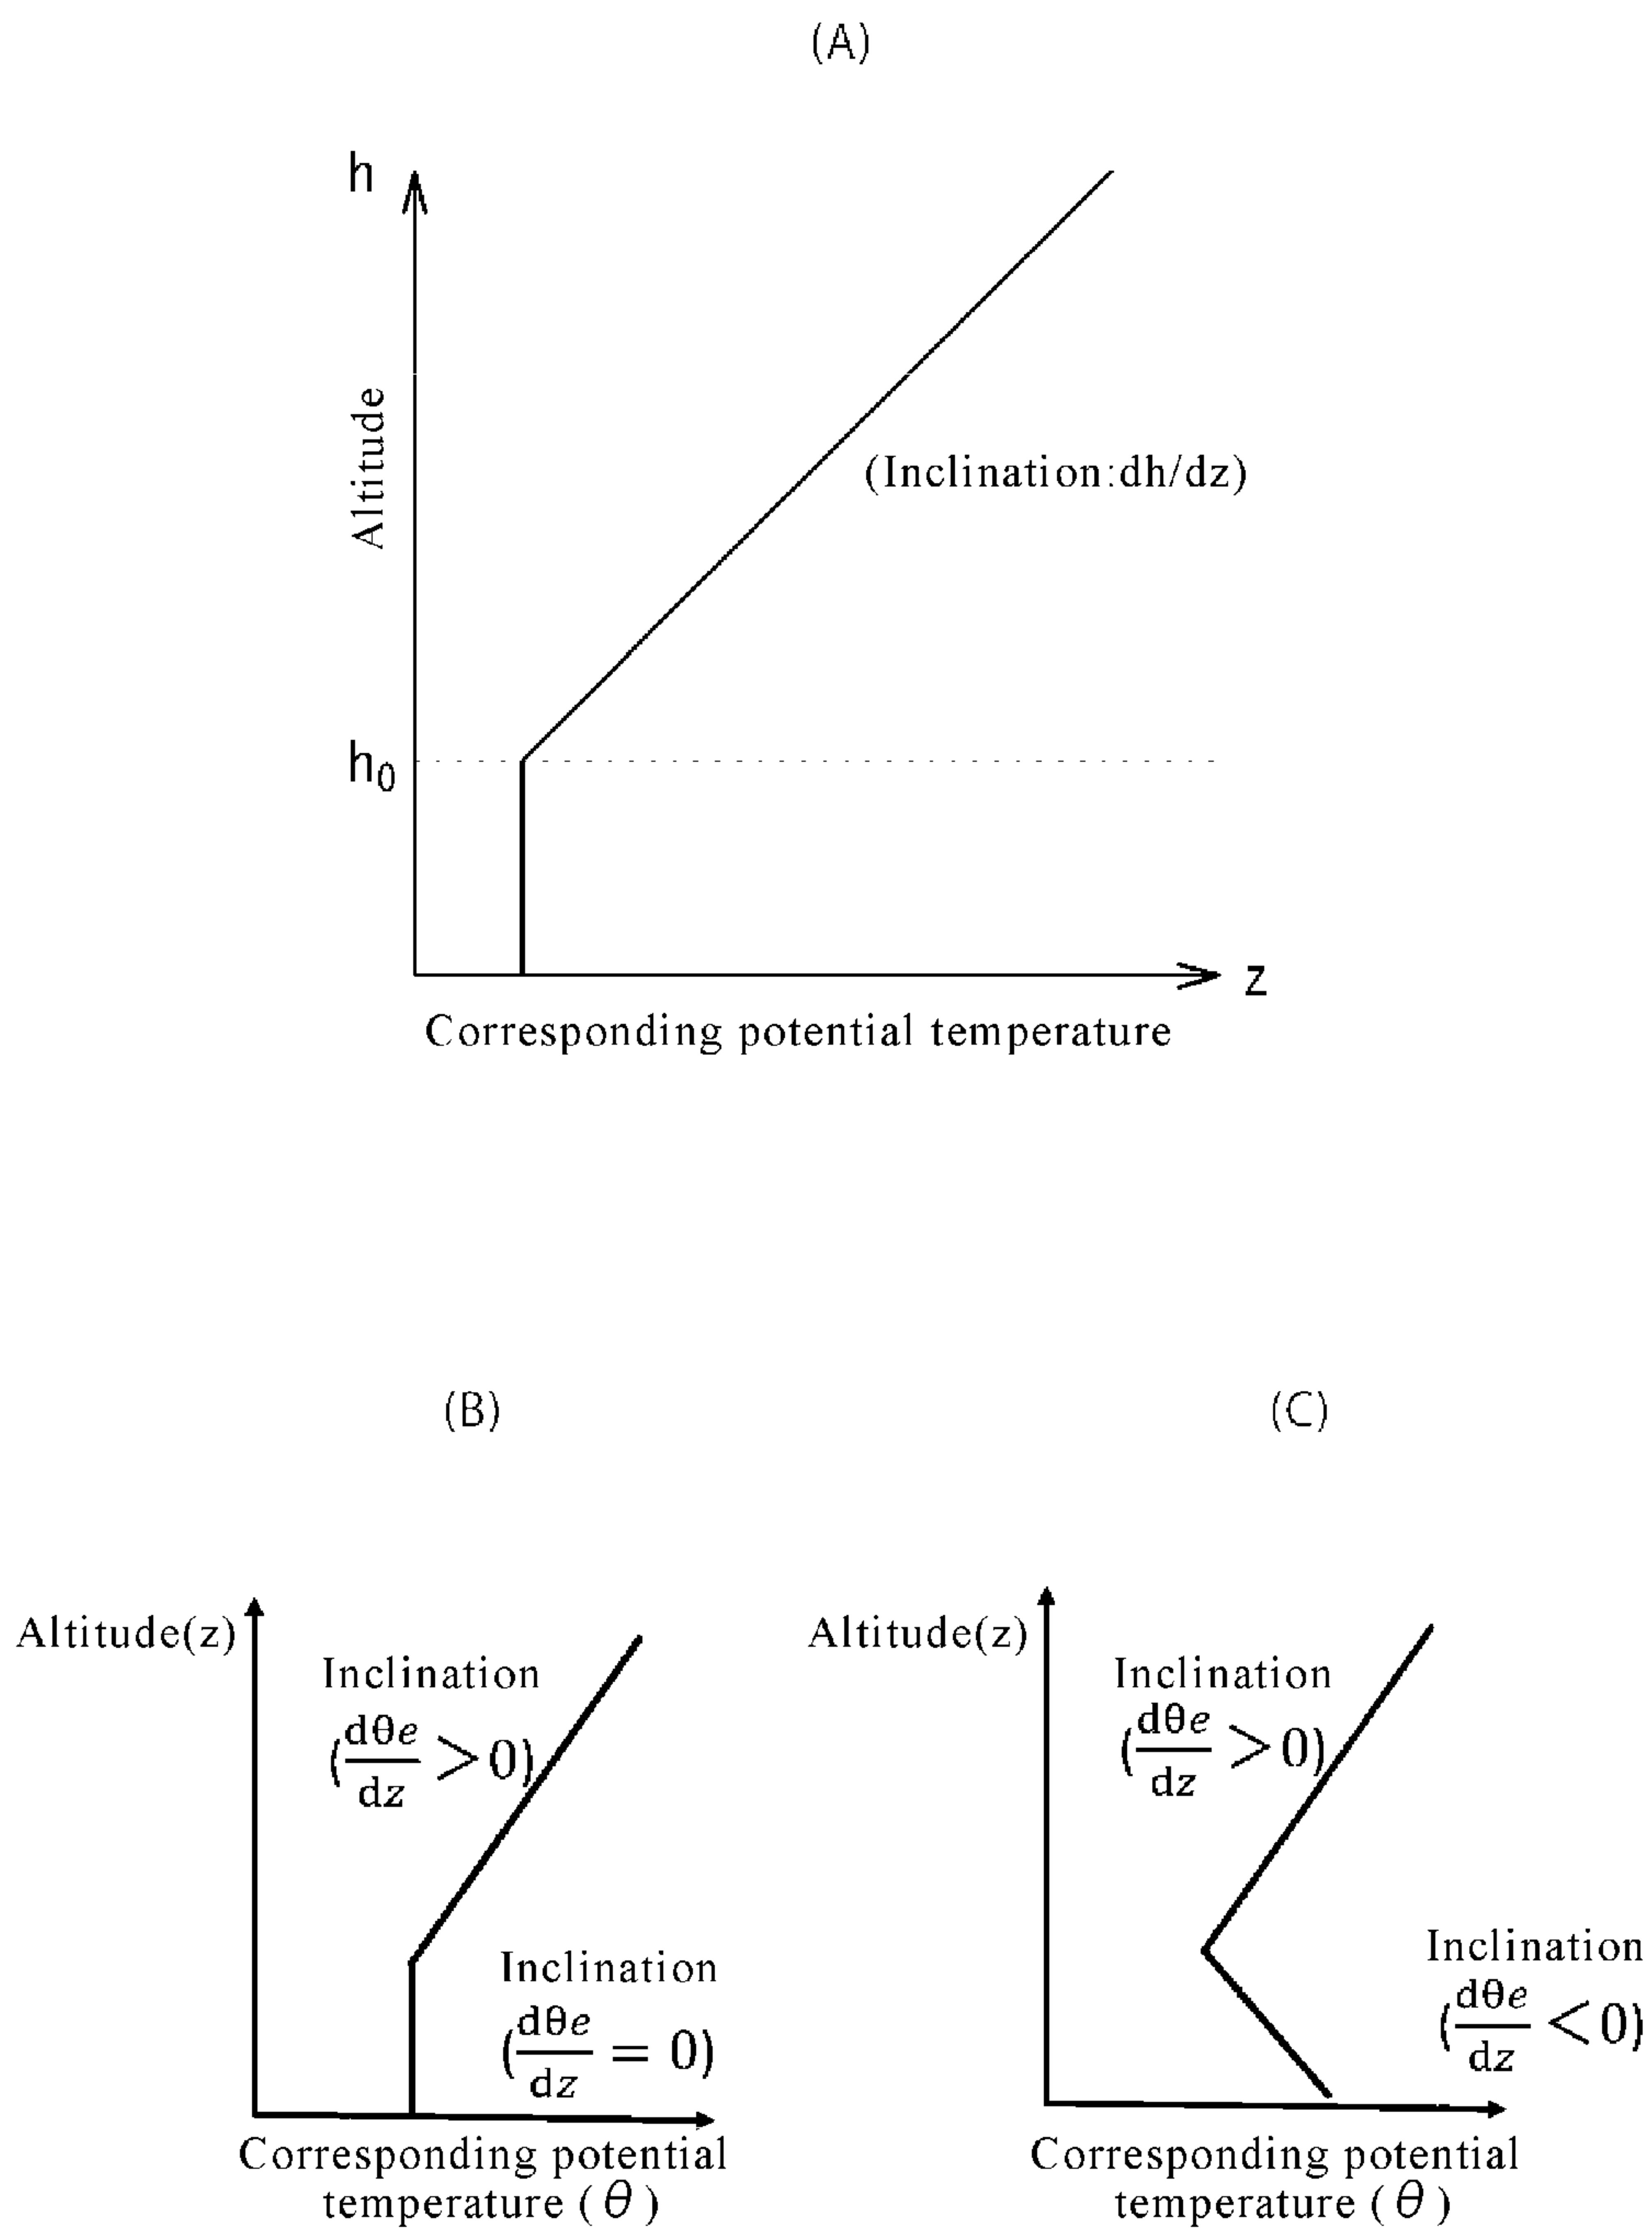 (A)
h
Altitude
(Inclination:dh/dz)
h₀
z
Corresponding potential temperature
(B)
Altitude(z)
Inclination
(dθe/dz > 0)
Inclination
(dθe/dz = 0)
Corresponding potential
temperature ( θ )
(C)
Altitude(z)
Inclination
(dθe/dz > 0)
Inclination
(dθe/dz < 0)
Corresponding potential
temperature ( θ )